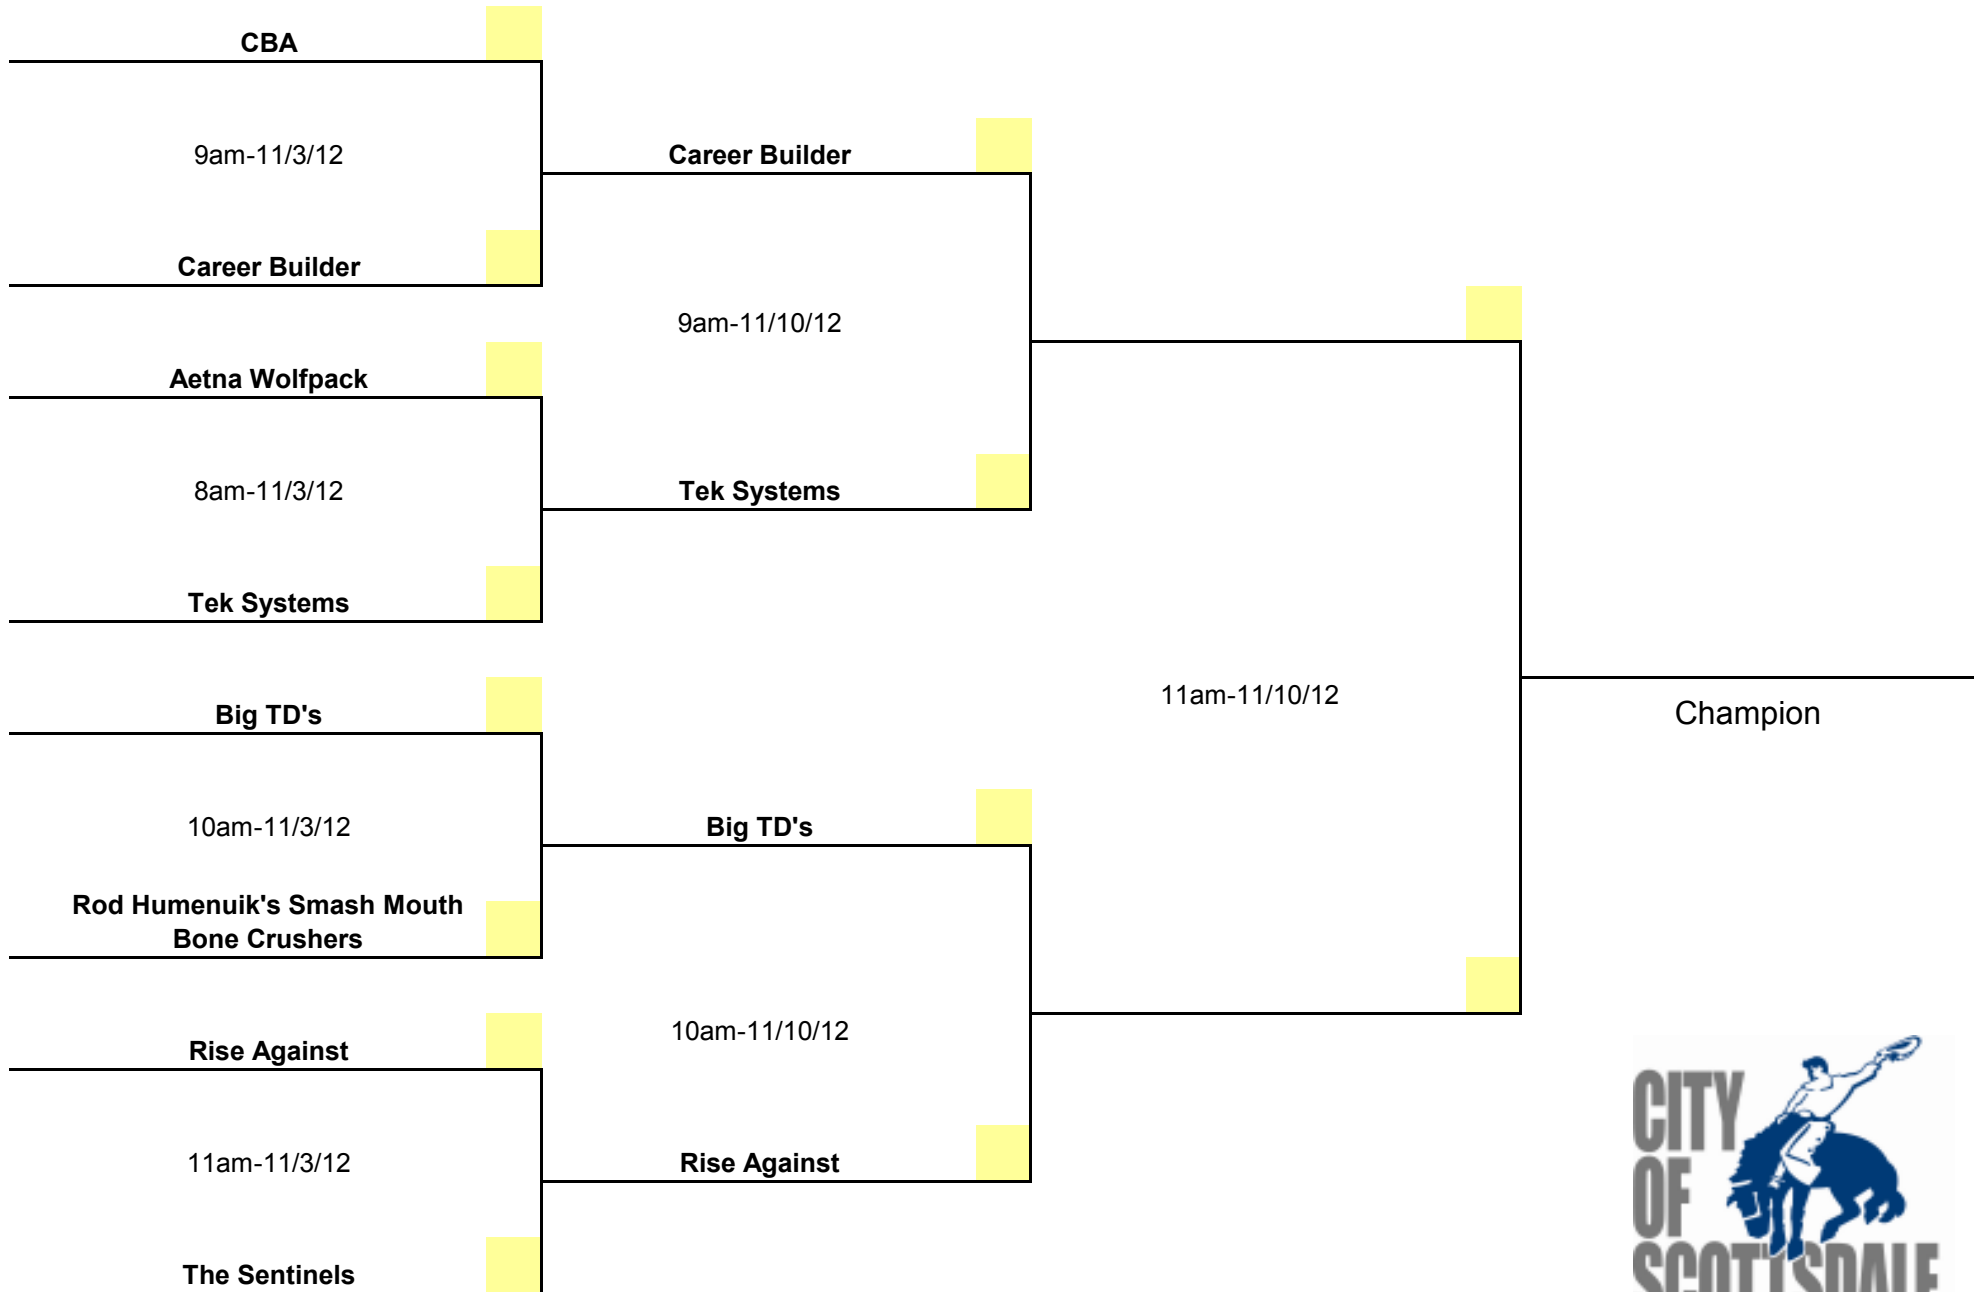 CBA
9am-11/3/12
Career Builder
Career Builder
9am-11/10/12
Aetna Wolfpack
8am-11/3/12
Tek Systems
Tek Systems
Big TD's
11am-11/10/12
Champion
10am-11/3/12
Big TD's
Rod Humenuik's Smash Mouth
Bone Crushers
Rise Against
10am-11/10/12
11am-11/3/12
Rise Against
The Sentinels
CITY
OF
SCOTTSDALE